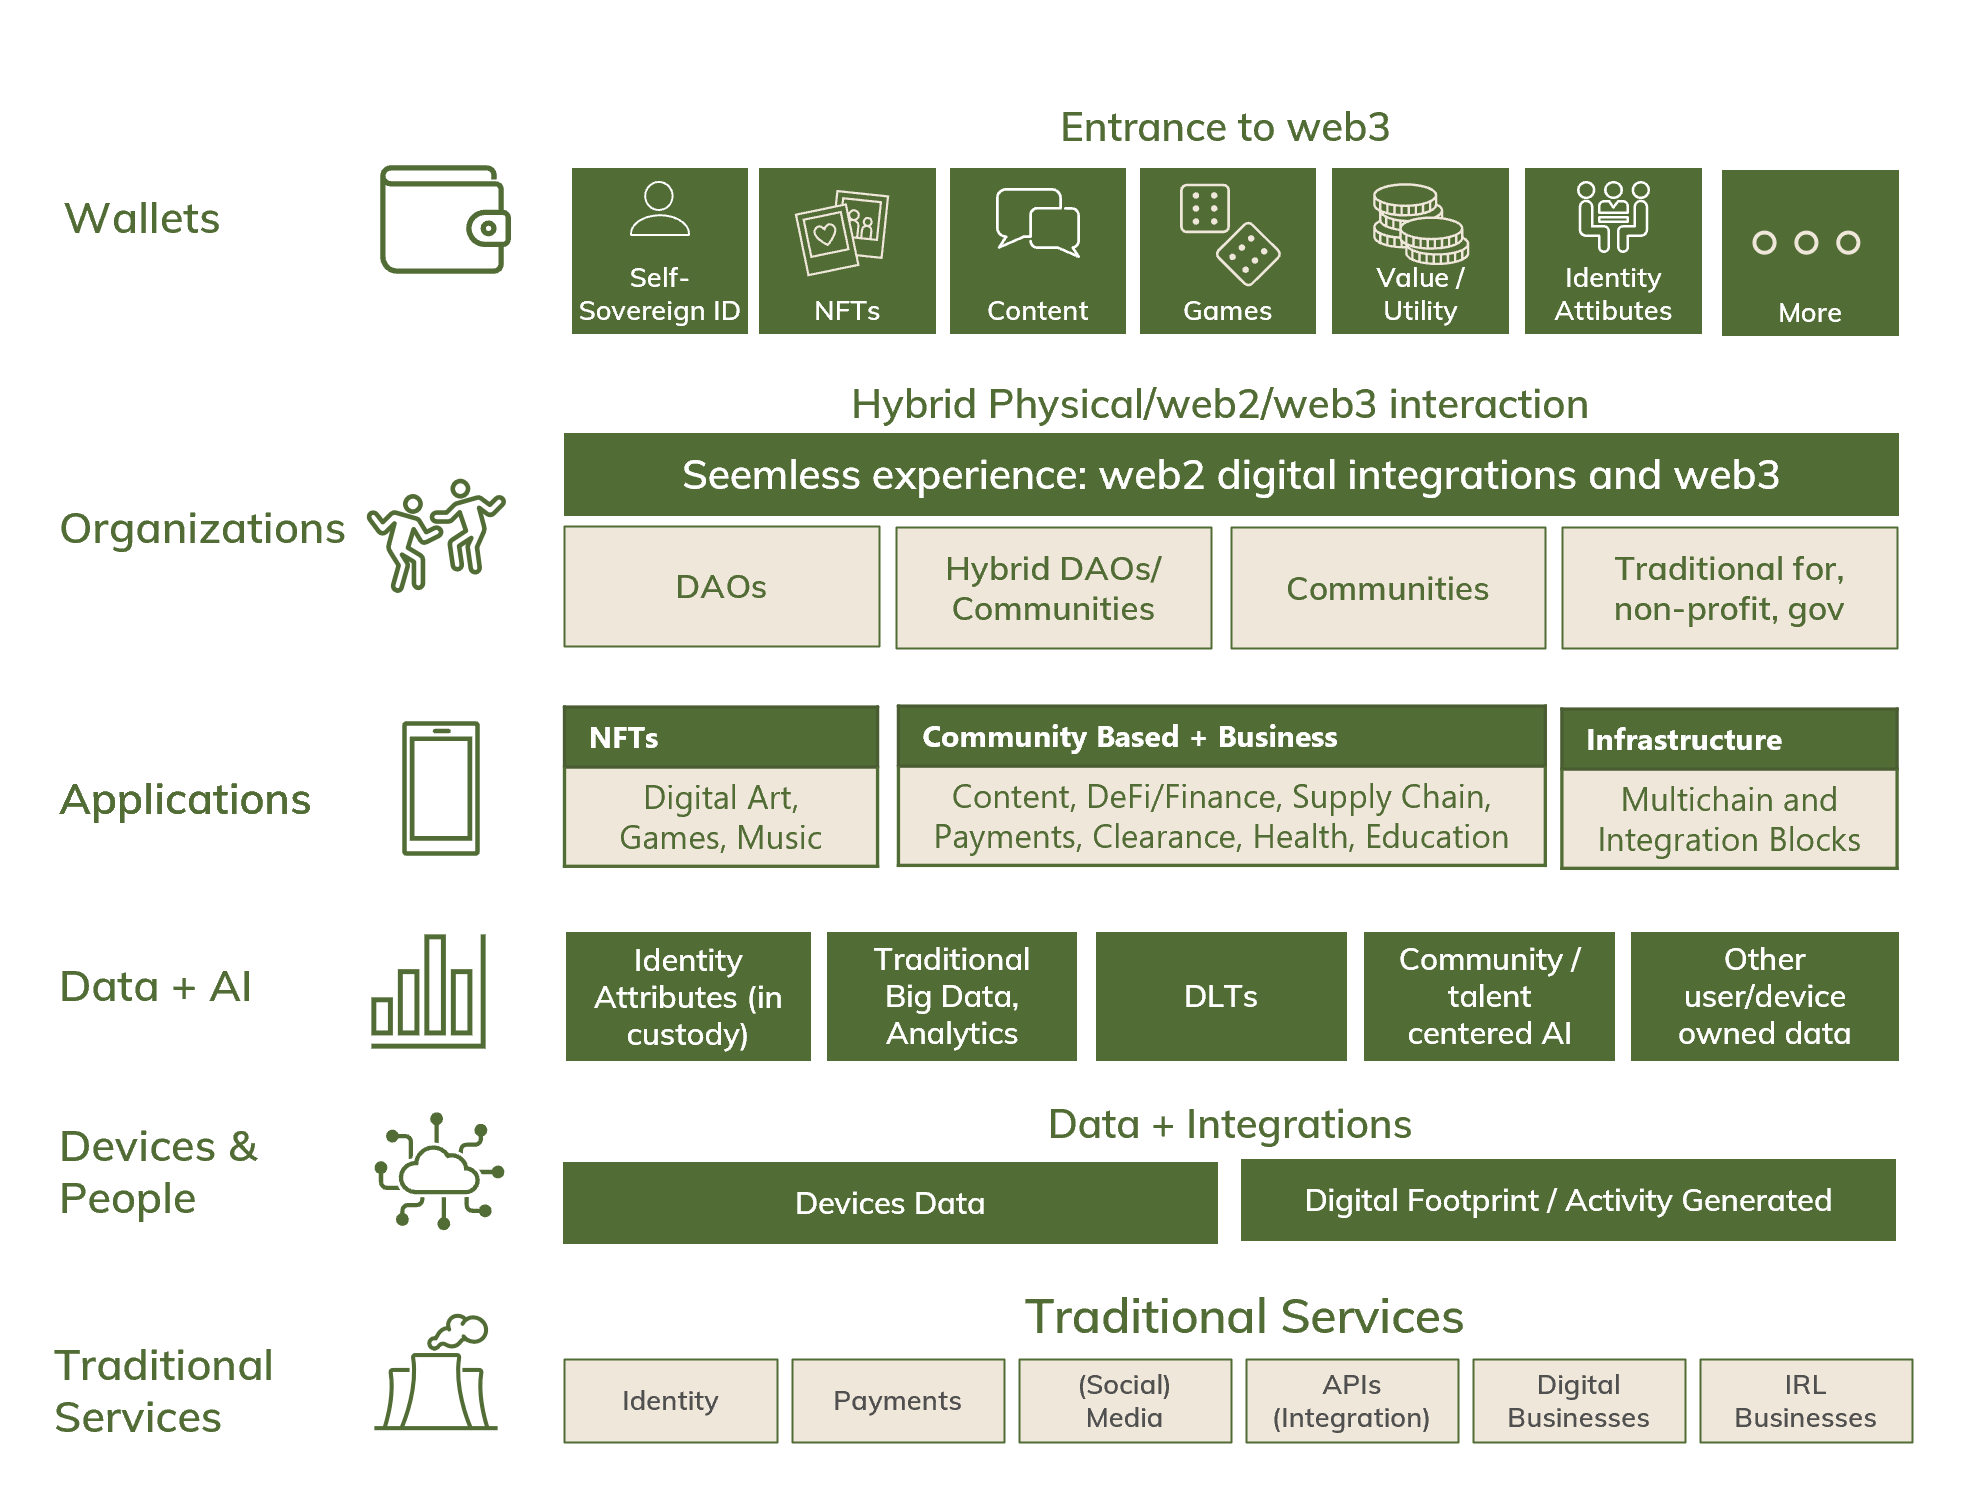 Entrance to web3
Wallets
Self-
Sovereign ID
NFTs
Content
Games
Value /
Utility
Identity
Attibutes
More
Hybrid Physical/web2/web3 interaction
Organizations
Seemless experience: web2 digital integrations and web3
DAOs
Hybrid DAOs/
Communities
Communities
Traditional for,
non-profit, gov
Applications
NFTs
Digital Art,
Games, Music
Community Based + Business
Content, DeFi/Finance, Supply Chain,
Payments, Clearance, Health, Education
Infrastructure
Multichain and
Integration Blocks
Data + AI
Identity
Attributes (in
custody)
Traditional
Big Data,
Analytics
DLTs
Community /
talent
centered AI
Other
user/device
owned data
Devices &
People
Data + Integrations
Devices Data
Digital Footprint / Activity Generated
Traditional
Services
Traditional Services
Identity
Payments
(Social)
Media
APIs
(Integration)
Digital
Businesses
IRL
Businesses